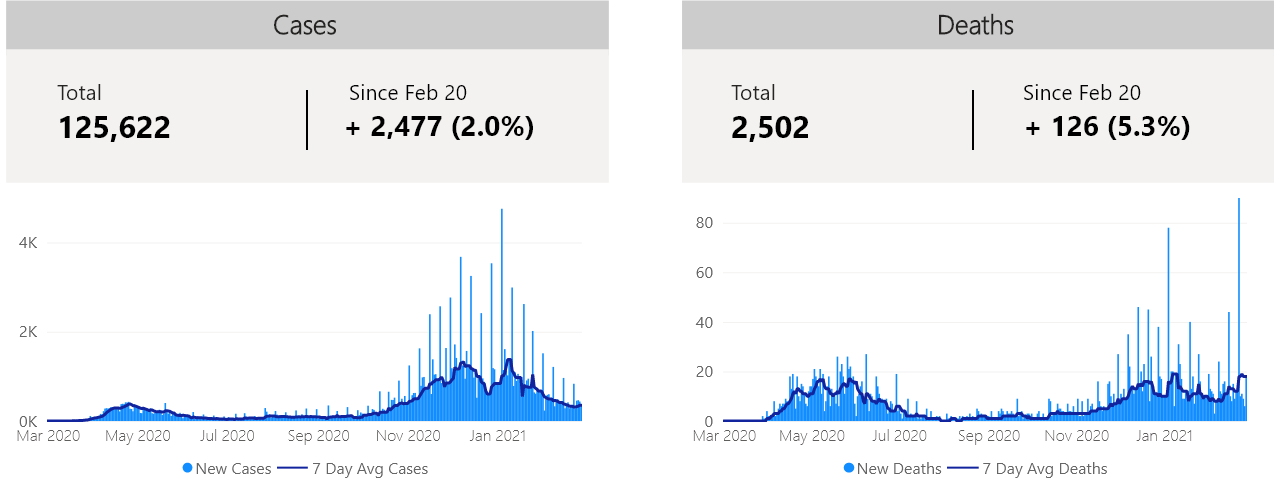 Cases
Total
125,622
Since Feb 20
+ 2,477 (2.0%)
4K
2K
0K
Mar 2020 May 2020 Jul 2020 Sep 2020 Nov 2020 Jan 2021
New Cases 7 Day Avg Cases
Deaths
Total
2,502
Since Feb 20
+ 126 (5.3%)
80
60
40
20
0
Mar 2020 May 2020 Jul 2020 Sep 2020 Nov 2020 Jan 2021
New Deaths 7 Day Avg Deaths